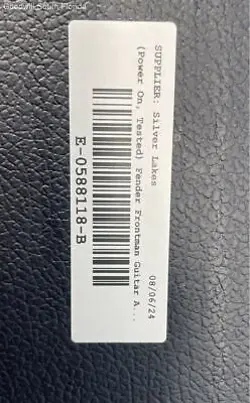 Goodwill South Florida
SUPPLIER: Silver Lakes
08/06/24
(Power On, Tested) Fender Frontman Guitar A...
E-0588118-B